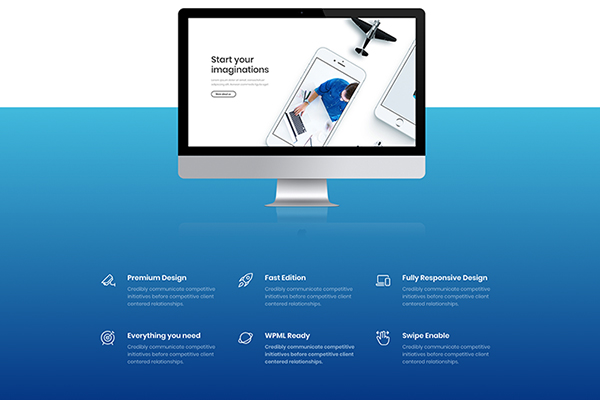 Start your
imaginations
Premium Design
Credibly communicate competitive
initiatives before competitive client
centered relationships.
Fast Edition
Credibly communicate competitive
initiatives before competitive client
centered relationships.
Fully Responsive Design
Credibly communicate competitive
initiatives before competitive client
centered relationships.
Everything you need
Credibly communicate competitive
initiatives before competitive client
centered relationships.
WPML Ready
Credibly communicate competitive
initiatives before competitive client
centered relationships.
Swipe Enable
Credibly communicate competitive
initiatives before competitive client
centered relationships.